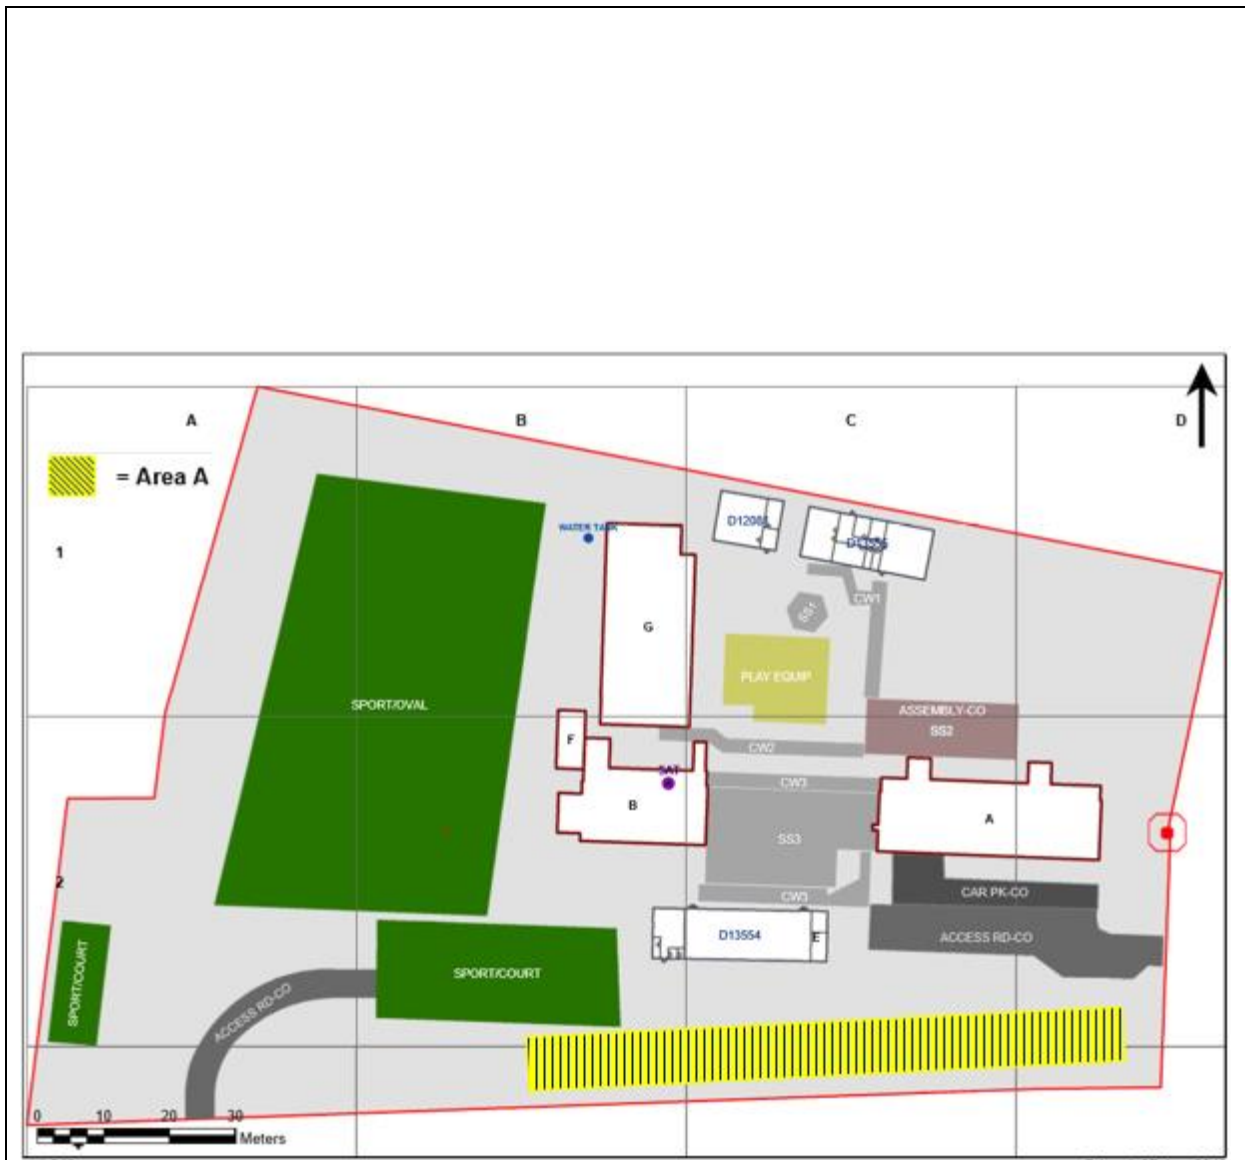 A B C D
= Area A
1
WATER TANK
D12081
D13555
CW1
SS1
G
PLAY EQUIP
SPORT/OVAL
ASSEMBLY-CO
SS2
F
CW2
SAT
CW3
B
A
SS3
2
CAR PK-CO
CW3
D13554
E
ACCESS RD-CO
SPORT/COURT
SPORT/COURT
ACCESS RD-CO
0 10 20 30
Meters